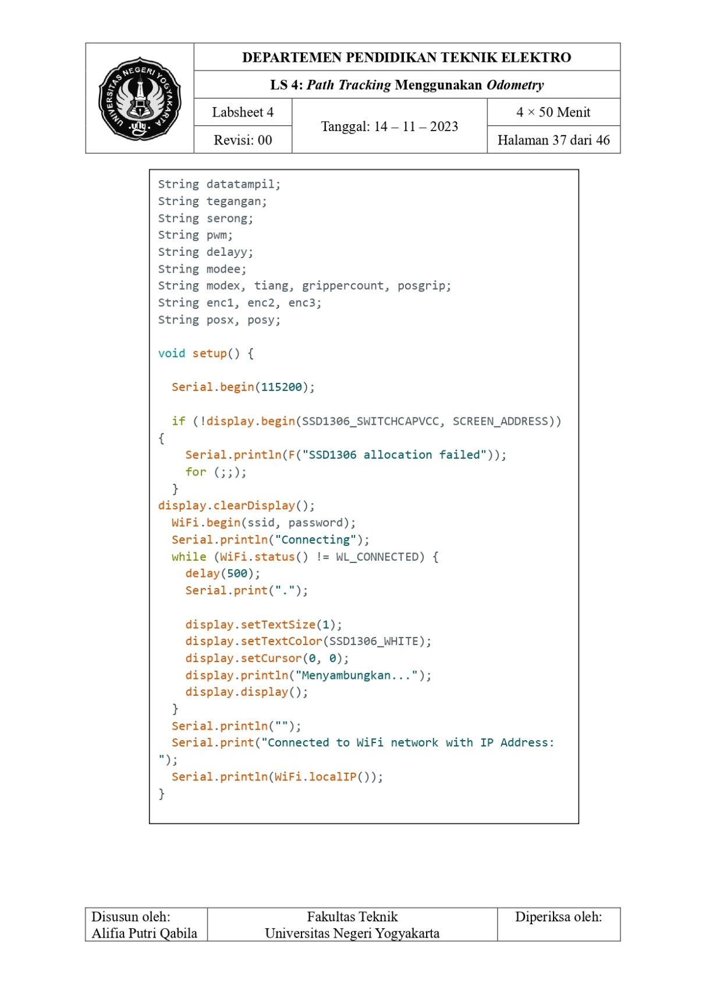 DEPARTEMEN PENDIDIKAN TEKNIK ELEKTRO
LS 4: Path Tracking Menggunakan Odometry
UNIVERSITAS NEGERI YOGYAKARTA
uny
Labsheet 4
Tanggal: 14 – 11 – 2023
4 × 50 Menit
Revisi: 00
Halaman 37 dari 46
String datatampil;
String tegangan;
String serong;
String pwm;
String delayy;
String modee;
String modex, tiang, grippercount, posgrip;
String enc1, enc2, enc3;
String posx, posy;
void setup() {
  Serial.begin(115200);
  if (!display.begin(SSD1306_SWITCHCAPVCC, SCREEN_ADDRESS))
{
    Serial.println(F("SSD1306 allocation failed"));
    for (;;);
  }
display.clearDisplay();
  WiFi.begin(ssid, password);
  Serial.println("Connecting");
  while (WiFi.status() != WL_CONNECTED) {
    delay(500);
    Serial.print(".");
    display.setTextSize(1);
    display.setTextColor(SSD1306_WHITE);
    display.setCursor(0, 0);
    display.println("Menyambungkan...");
    display.display();
  }
  Serial.println("");
  Serial.print("Connected to WiFi network with IP Address:
");
  Serial.println(WiFi.localIP());
}
Disusun oleh:
Alifia Putri Qabila
Fakultas Teknik
Universitas Negeri Yogyakarta
Diperiksa oleh: